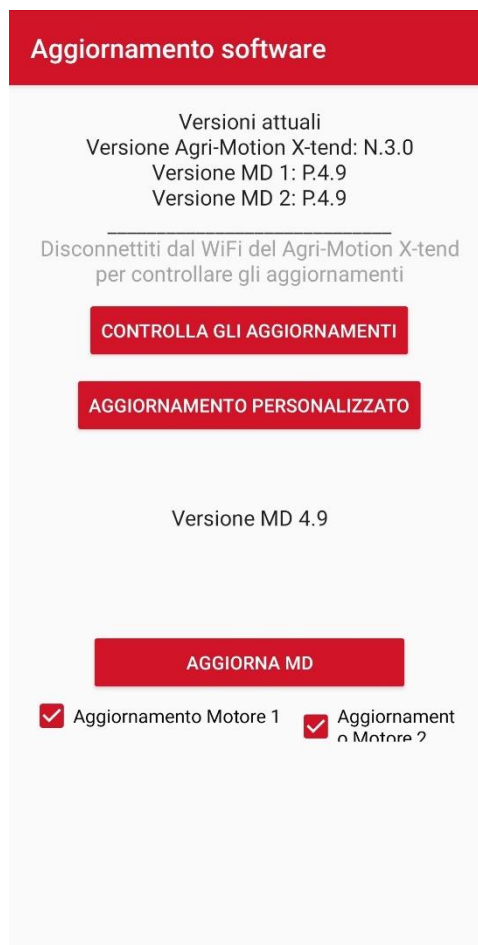 Aggiornamento software
Versioni attuali
Versione Agri-Motion X-tend: N.3.0
Versione MD 1: P.4.9
Versione MD 2: P.4.9
Disconnettiti dal WiFi del Agri-Motion X-tend
per controllare gli aggiornamenti
CONTROLLA GLI AGGIORNAMENTI
AGGIORNAMENTO PERSONALIZZATO
Versione MD 4.9
AGGIORNA MD
Aggiornamento Motore 1
Aggiornament
o Motore 2